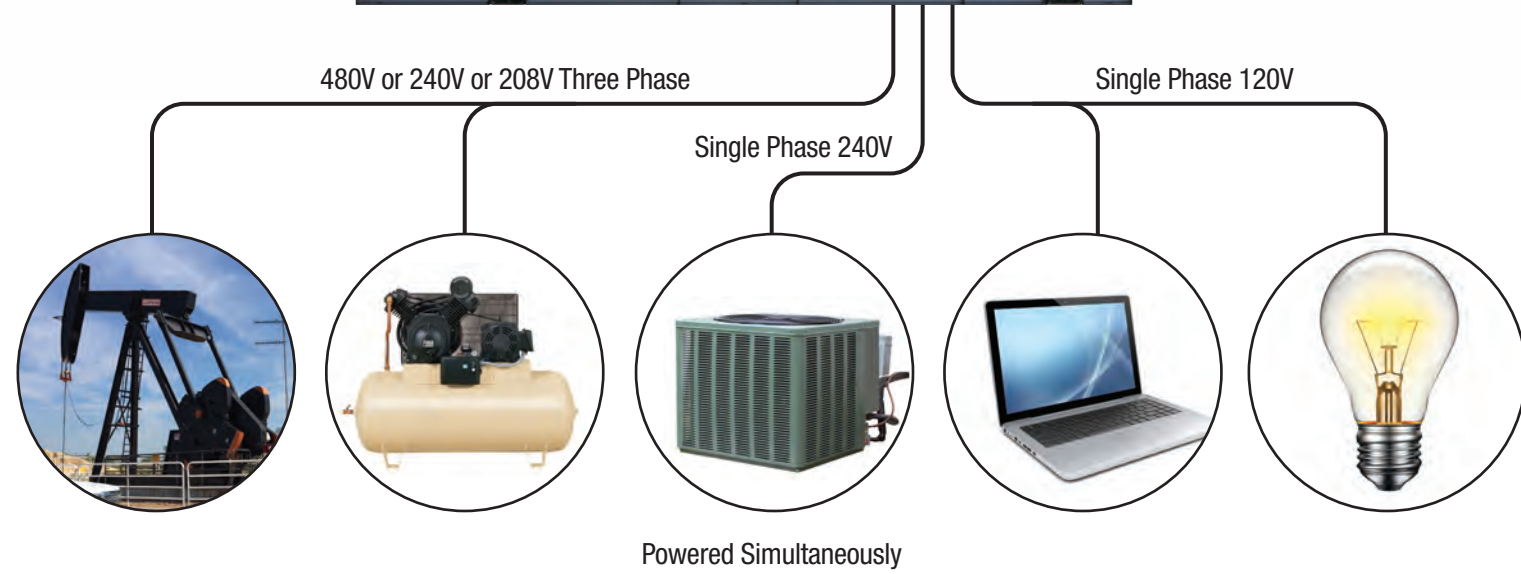 480V or 240V or 208V Three Phase
Single Phase 120V
Single Phase 240V
Powered Simultaneously